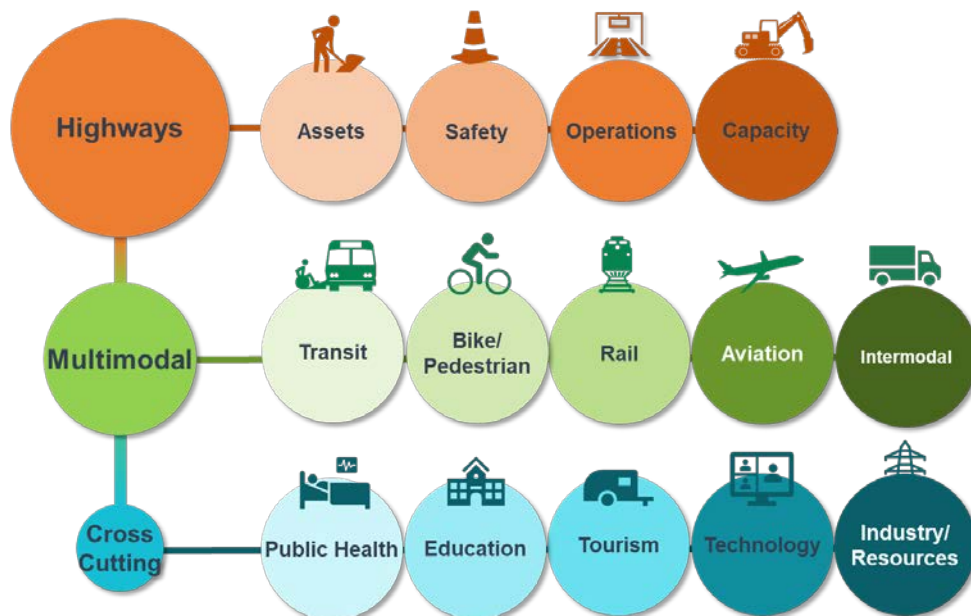 Highways
Assets
Safety
Operations
Capacity
Multimodal
Transit
Bike/
Pedestrian
Rail
Aviation
Intermodal
Cross
Cutting
Public Health
Education
Tourism
Technology
Industry/
Resources